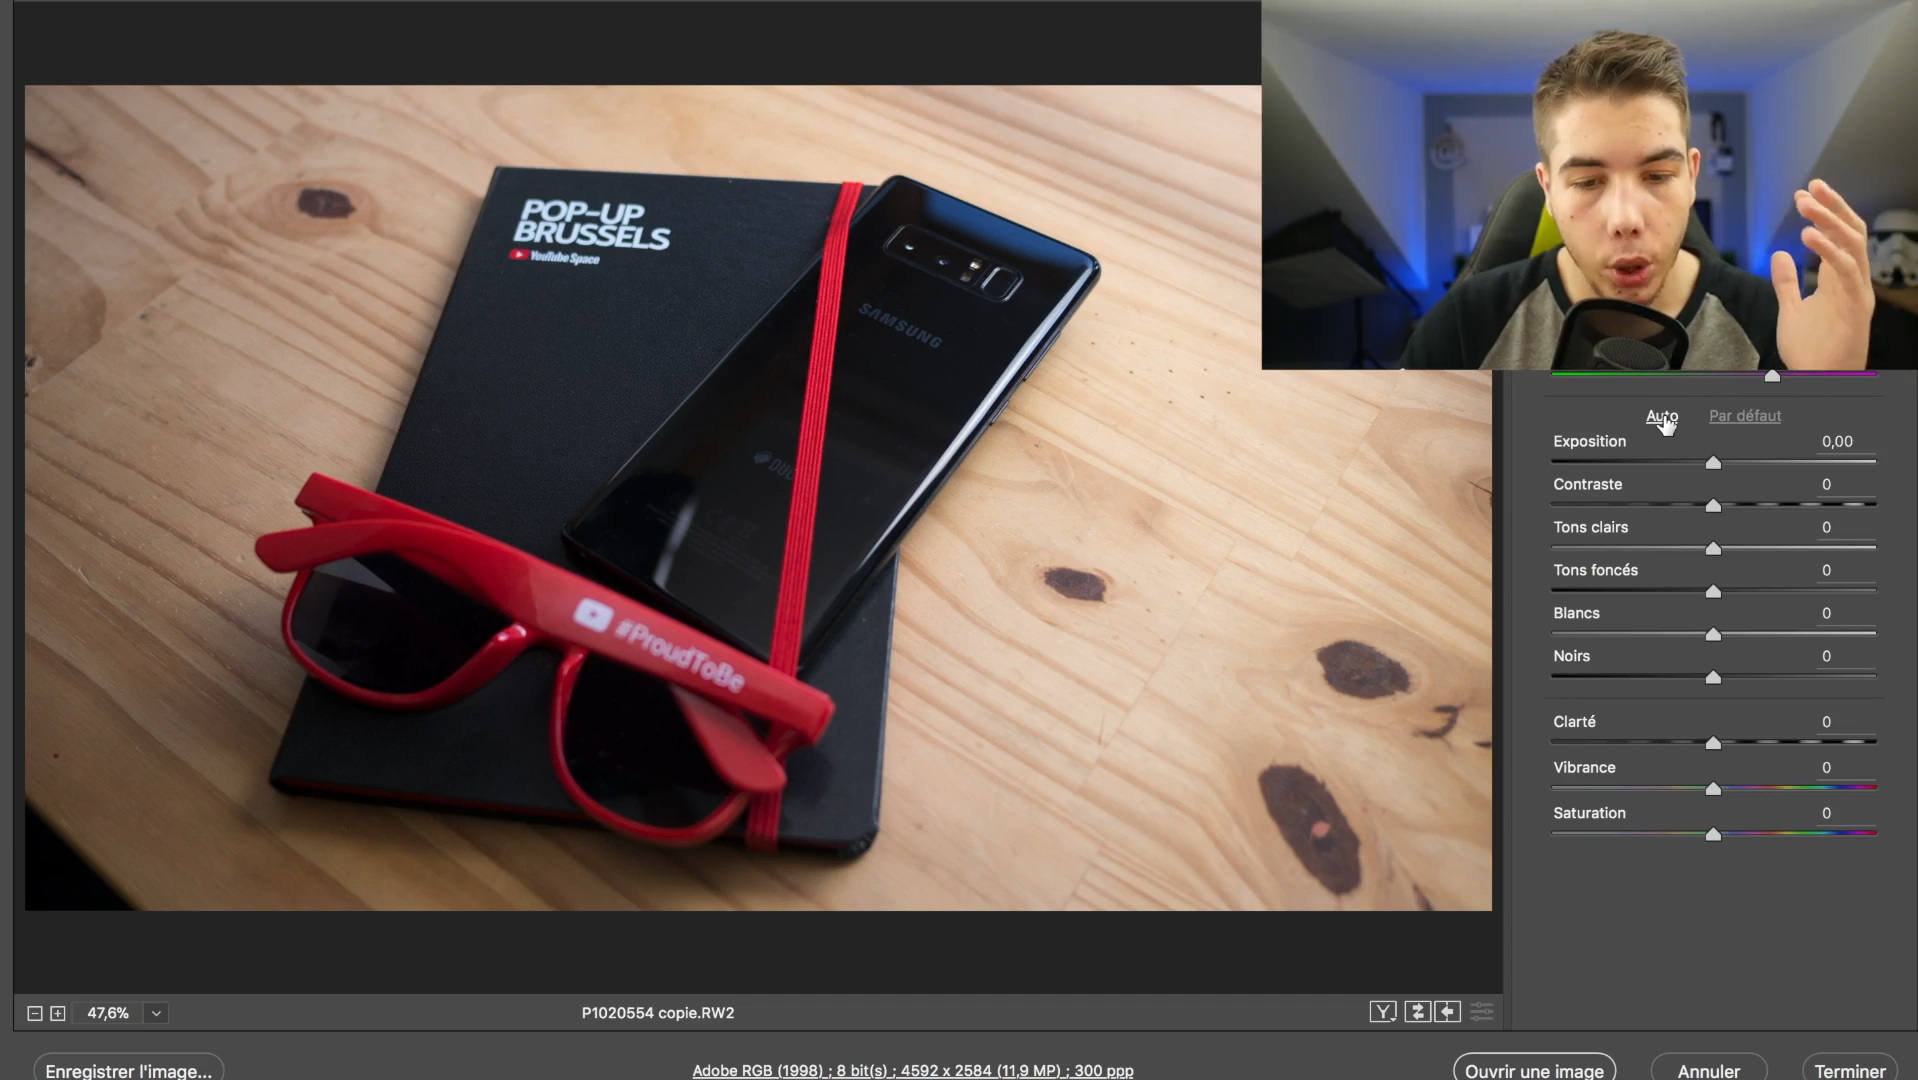 POP-UP
BRUSSELS
YouTube Space
SAMSUNG
DUOS
#ProudToBe
Auto
Par défaut
Exposition 0,00
Contraste 0
Tons clairs 0
Tons foncés 0
Blancs 0
Noirs 0
Clarté 0
Vibrance 0
Saturation 0
47,6%
P1020554 copie.RW2
Y
Enregistrer l'image...
Adobe RGB (1998) ; 8 bit(s) ; 4592 x 2584 (11,9 MP) ; 300 ppp
Ouvrir une image
Annuler
Terminer